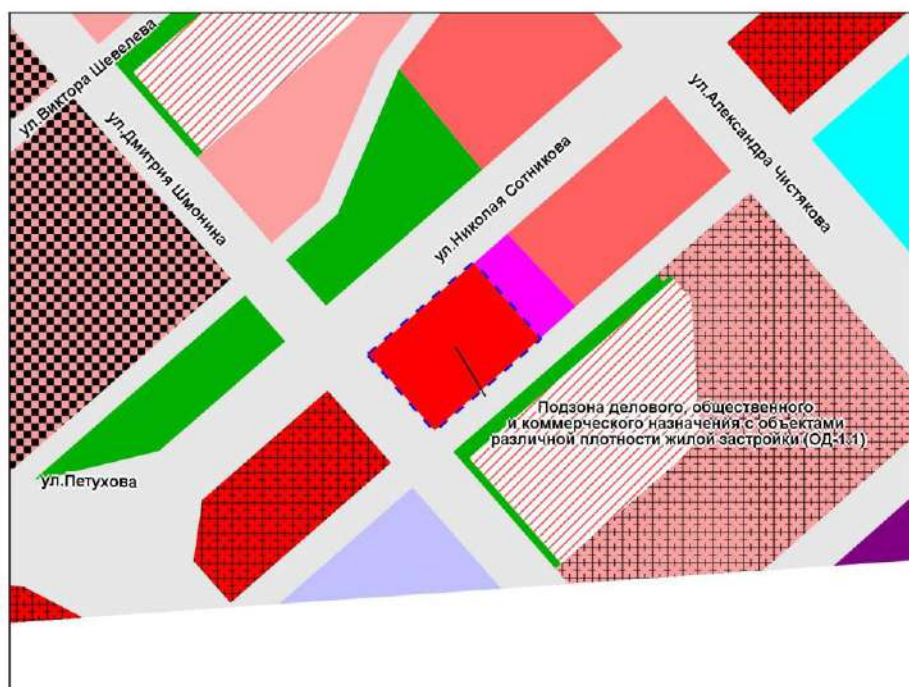 ул.Виктора Шевелева
ул.Дмитрия Шмонина
ул.Николая Сотникова
ул.Александра Чистякова
Подзона делового, общественного
и коммерческого назначения с объектами
различной плотности жилой застройки (ОД-1.1)
ул.Петухова